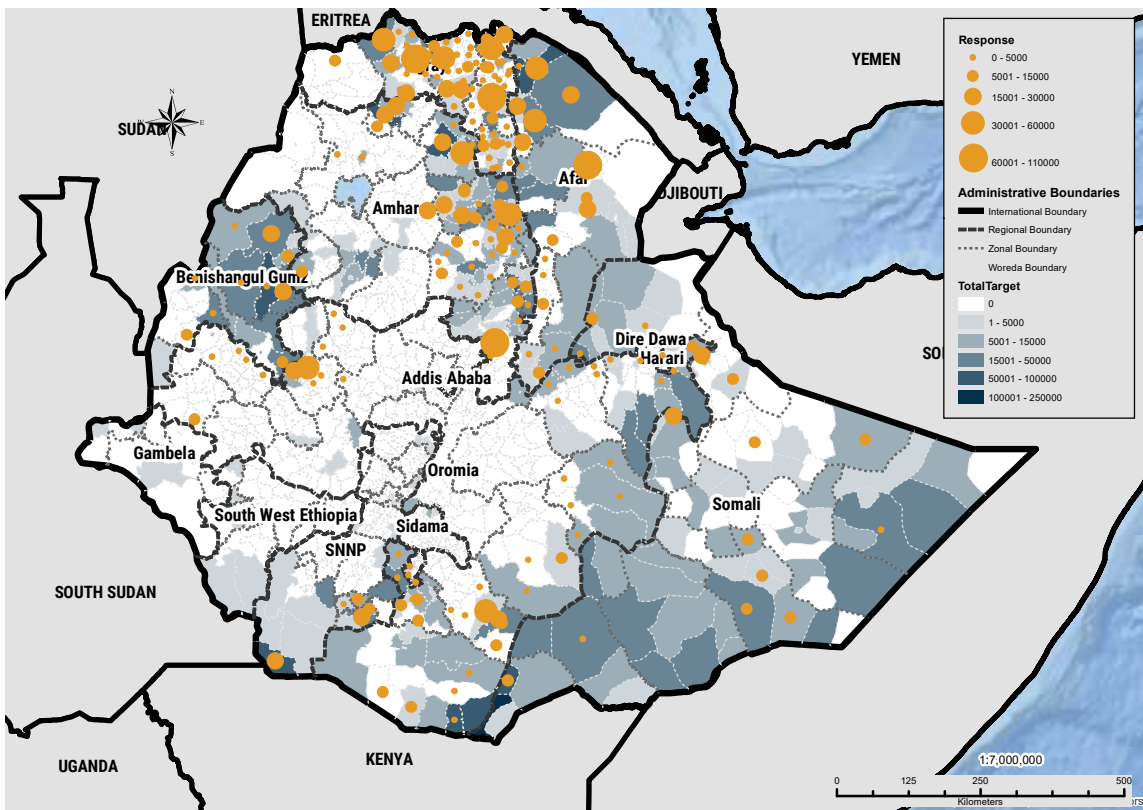 ERITREA
YEMEN
SUDAN
N
E
S
Afar
DJIBOUTI
Amhar
Benishangul Gumz
Dire Dawa
Harari
Addis Ababa
Gambela
Oromia
South West Ethiopia
Sidama
SNNP
Somali
SOUTH SUDAN
UGANDA
KENYA
Response
0 - 5000
5001 - 15000
15001 - 30000
30001 - 60000
60001 - 110000
Administrative Boundaries
International Boundary
Regional Boundary
Zonal Boundary
Woreda Boundary
TotalTarget
0
1 - 5000
5001 - 15000
15001 - 50000
50001 - 100000
100001 - 250000
1:7,000,000
0 125 250 500
Kilometers